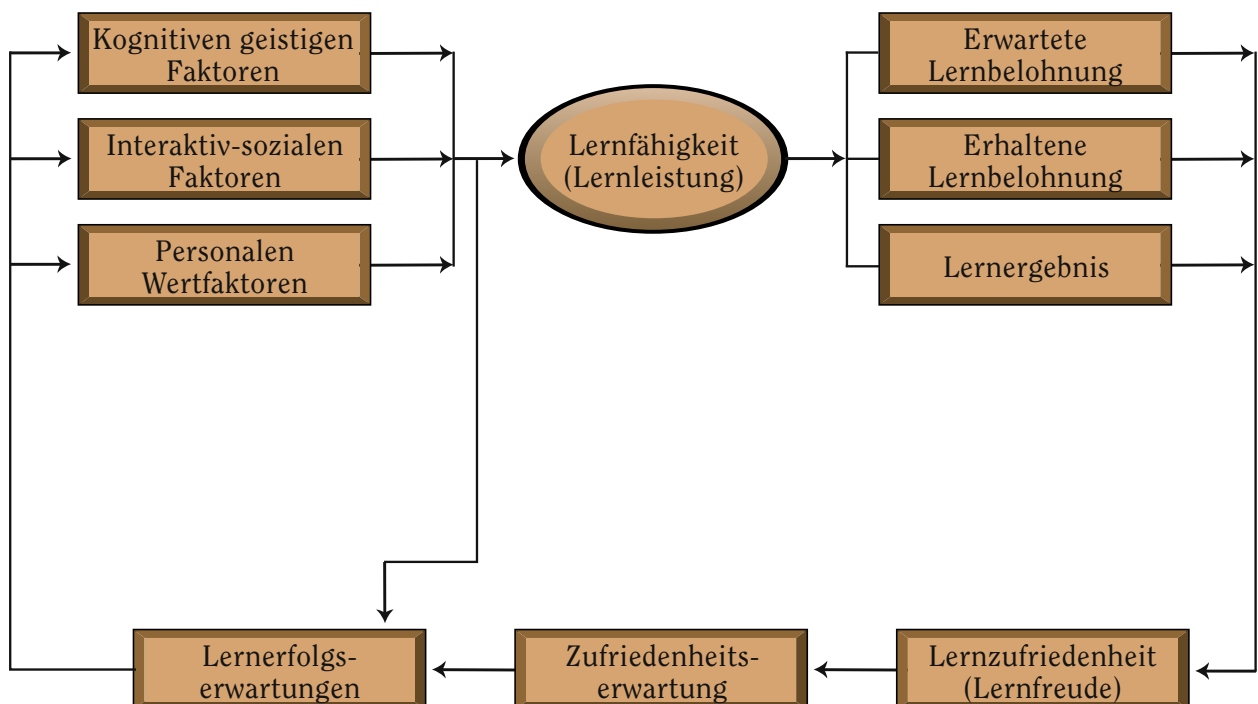 Kognitiven geistigen
Faktoren
Interaktiv-sozialen
Faktoren
Personalen
Wertfaktoren
Lernfähigkeit
(Lernleistung)
Erwartete
Lernbelohnung
Erhaltene
Lernbelohnung
Lernergebnis
Lernerfolgs-
erwartungen
Zufriedenheits-
erwartung
Lernzufriedenheit
(Lernfreude)